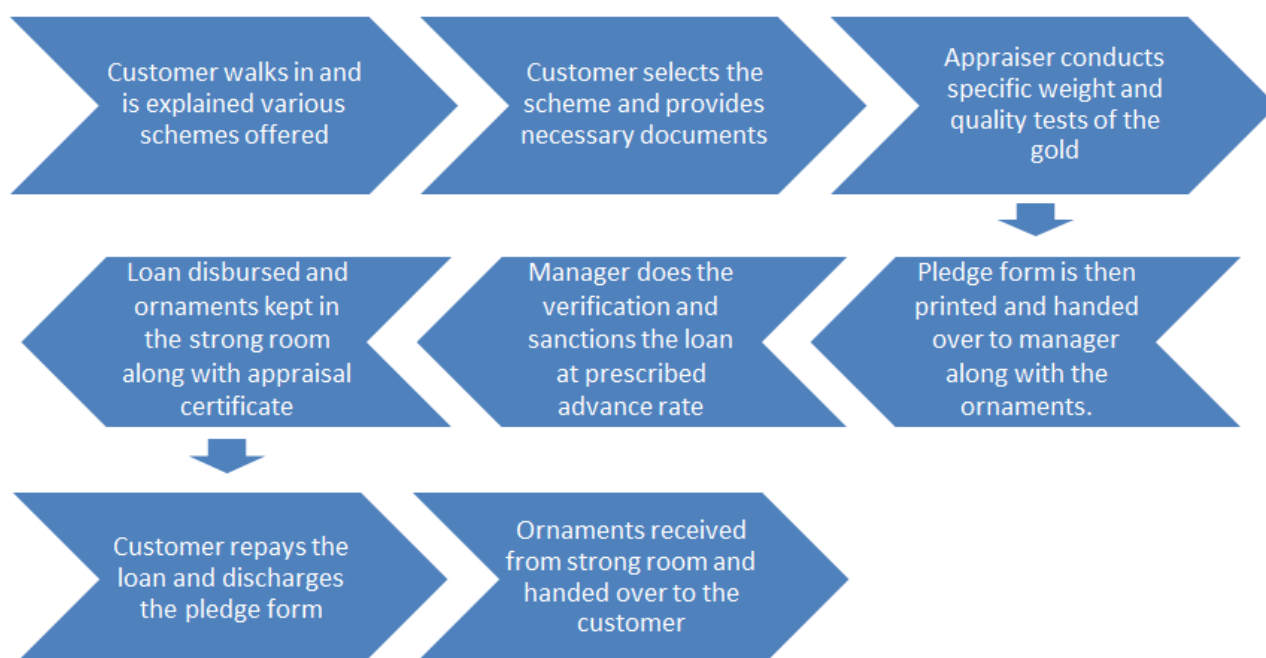 Customer walks in and
is explained various
schemes offered
Customer selects the
scheme and provides
necessary documents
Appraiser conducts
specific weight and
quality tests of the
gold
Pledge form is then
printed and handed
over to manager
along with the
ornaments.
Manager does the
verification and
sanctions the loan
at prescribed
advance rate
Loan disbursed and
ornaments kept in
the strong room
along with appraisal
certificate
Customer repays the
loan and discharges
the pledge form
Ornaments received
from strong room and
handed over to the
customer